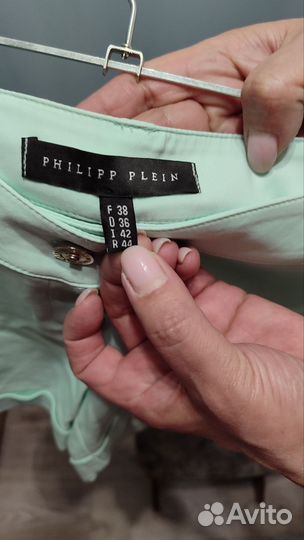 PHILIPP PLEIN
F 38
D 36
I 42
R 44
Avito